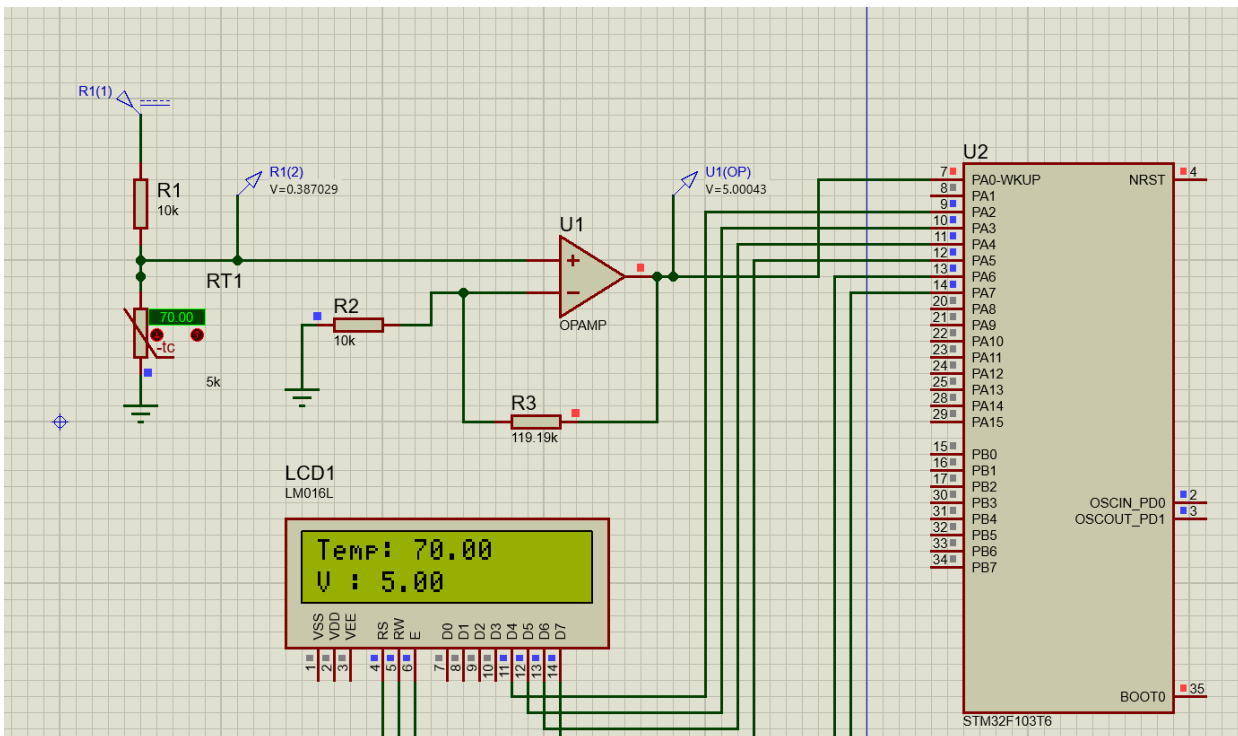 R1(1)
R1
10k
R1(2)
V=0.387029
RT1
70.00
-tc
5k
R2
10k
U1
+
−
OPAMP
U1(OP)
V=5.00043
R3
119.19k
LCD1
LM016L
Temp: 70.00
V : 5.00
VSS
VDD
VEE
RS
RW
E
D0
D1
D2
D3
D4
D5
D6
D7
1
2
3
4
5
6
7
8
9
10
11
12
13
14
U2
7 PA0-WKUP
8 PA1
9 PA2
10 PA3
11 PA4
12 PA5
13 PA6
14 PA7
20 PA8
21 PA9
22 PA10
23 PA11
24 PA12
25 PA13
28 PA14
29 PA15
15 PB0
16 PB1
17 PB2
30 PB3
31 PB4
32 PB5
33 PB6
34 PB7
NRST 4
OSCIN_PD0 2
OSCOUT_PD1 3
BOOT0 35
STM32F103T6